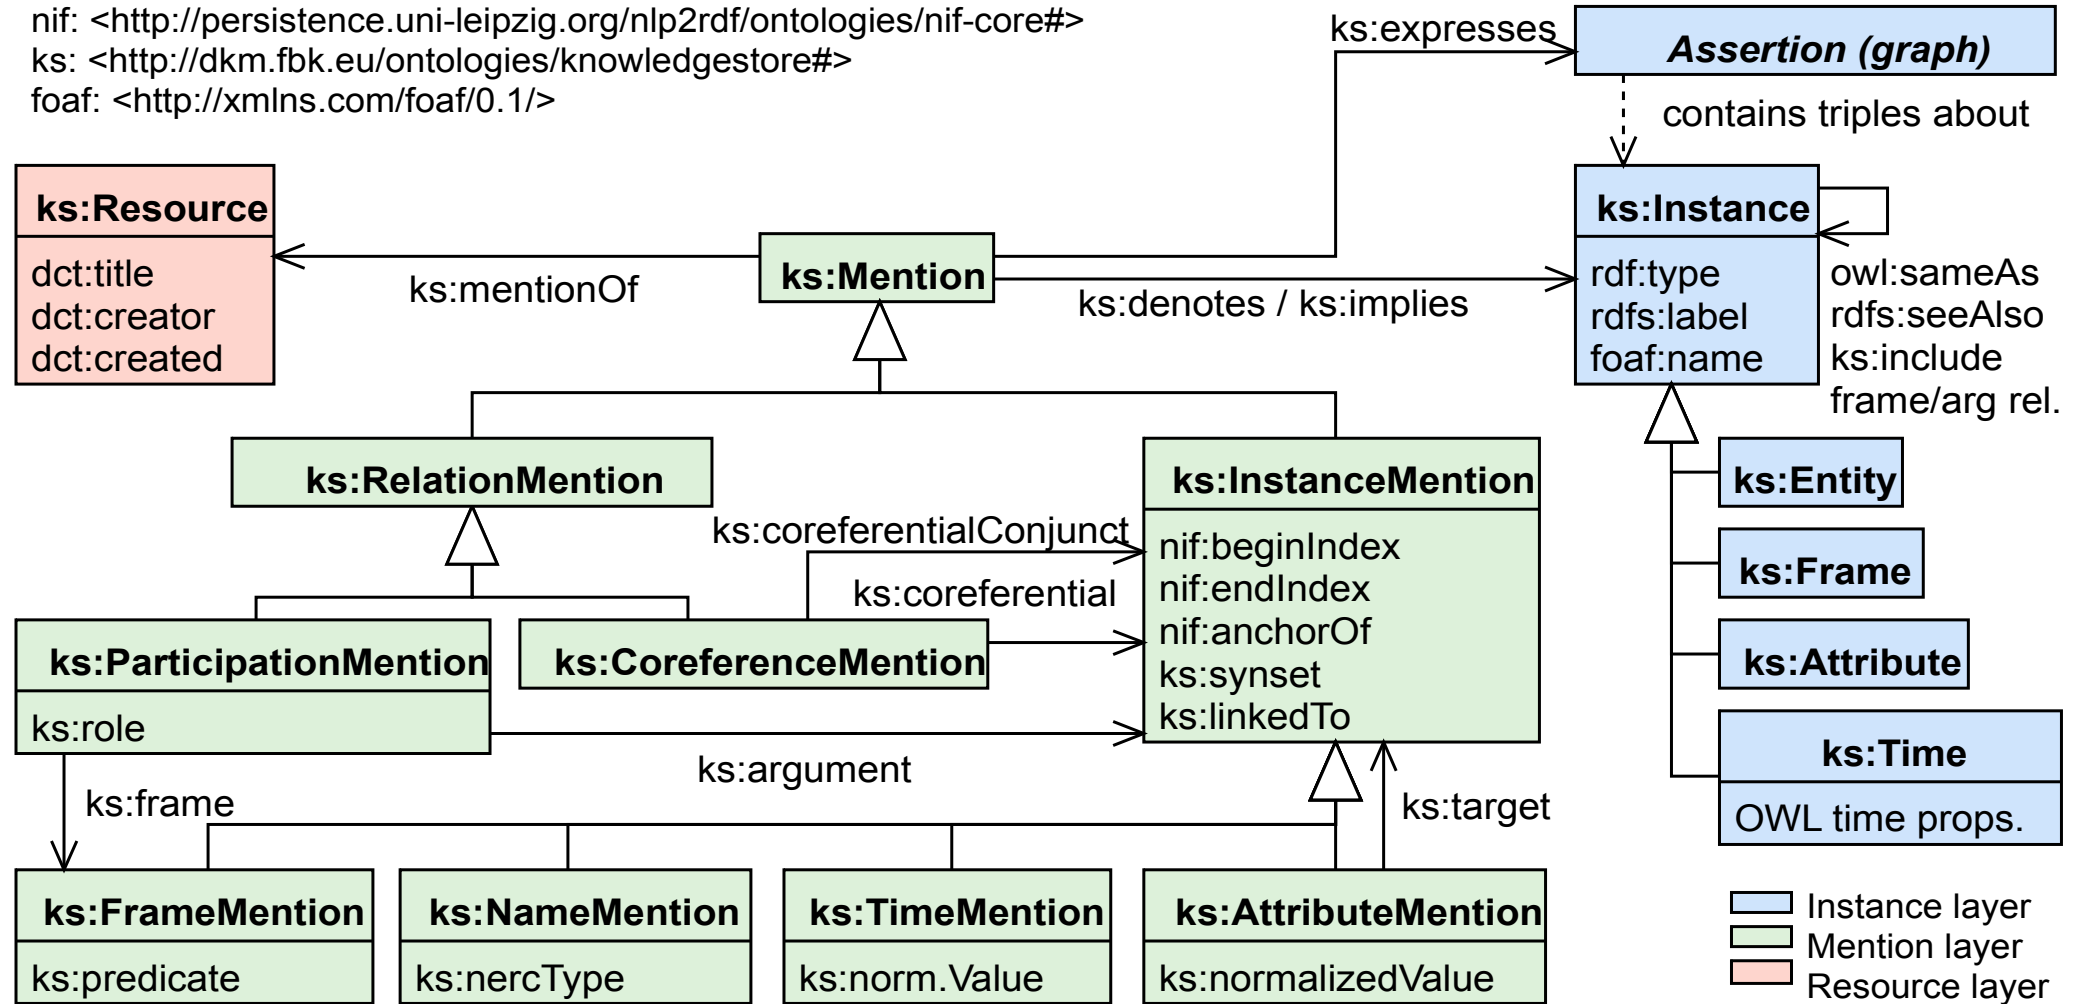 nif: <http://persistence.uni-leipzig.org/nlp2rdf/ontologies/nif-core#>
ks: <http://dkm.fbk.eu/ontologies/knowledgestore#>
foaf: <http://xmlns.com/foaf/0.1/>
ks:expresses
Assertion (graph)
contains triples about
ks:Resource
dct:title
dct:creator
dct:created
ks:mentionOf
ks:Mention
ks:denotes / ks:implies
ks:Instance
rdf:type
rdfs:label
foaf:name
owl:sameAs
rdfs:seeAlso
ks:include
frame/arg rel.
ks:RelationMention
ks:InstanceMention
nif:beginIndex
nif:endIndex
nif:anchorOf
ks:synset
ks:linkedTo
ks:coreferentialConjunct
ks:coreferential
ks:Entity
ks:Frame
ks:Attribute
ks:Time
OWL time props.
ks:ParticipationMention
ks:role
ks:CoreferenceMention
ks:argument
ks:frame
ks:target
ks:FrameMention
ks:predicate
ks:NameMention
ks:nercType
ks:TimeMention
ks:norm.Value
ks:AttributeMention
ks:normalizedValue
Instance layer
Mention layer
Resource layer